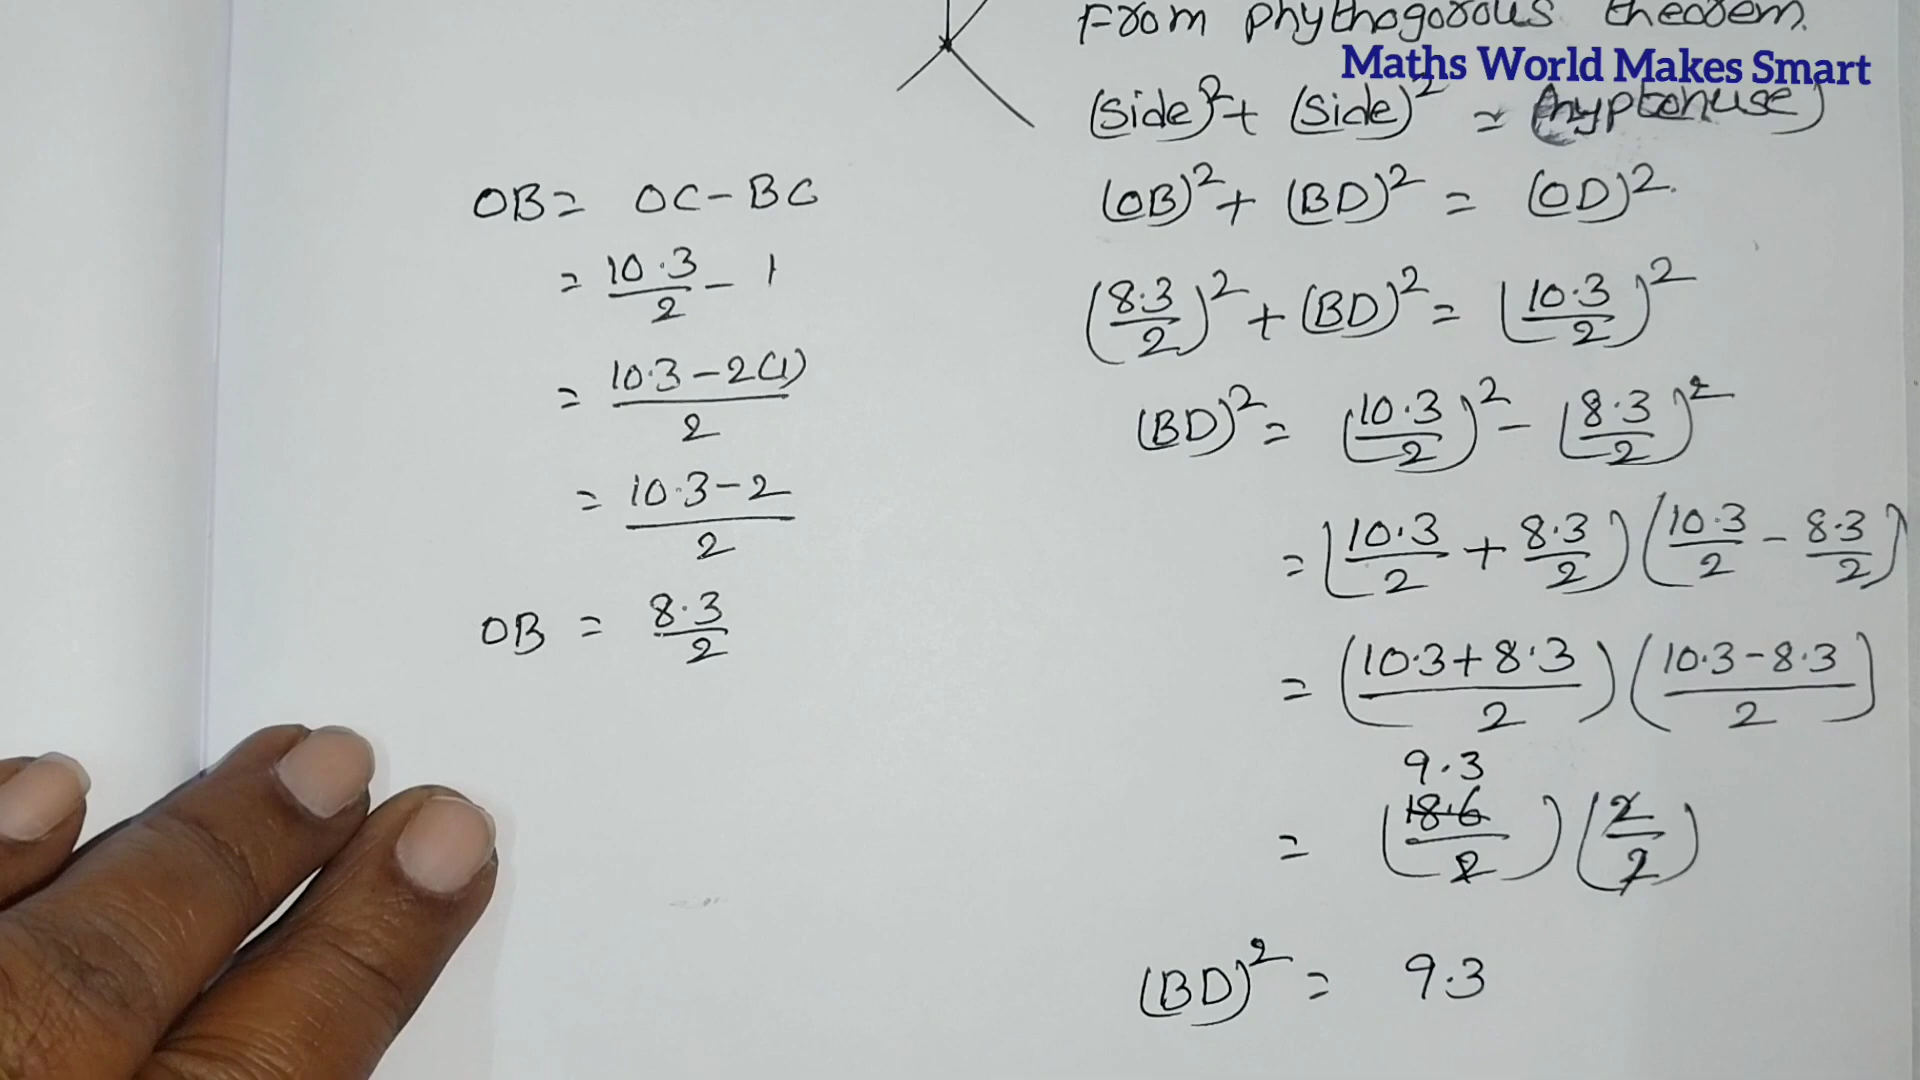 From phythogorous theorem.
Maths World Makes Smart
(Side)² + (Side)² = (hyptohuse)²
OB = OC - BC
= 10.3/2 - 1
= 10.3 - 2(1)/2
= 10.3 - 2/2
OB = 8.3/2
(OB)² + (BD)² = (OD)².
(8.3/2)² + (BD)² = (10.3/2)²
(BD)² = (10.3/2)² - (8.3/2)²
= (10.3/2 + 8.3/2) (10.3/2 - 8.3/2)
= (10.3 + 8.3/2) (10.3 - 8.3/2)
9.3
= (18.6/2) (2/2)
(BD)² = 9.3